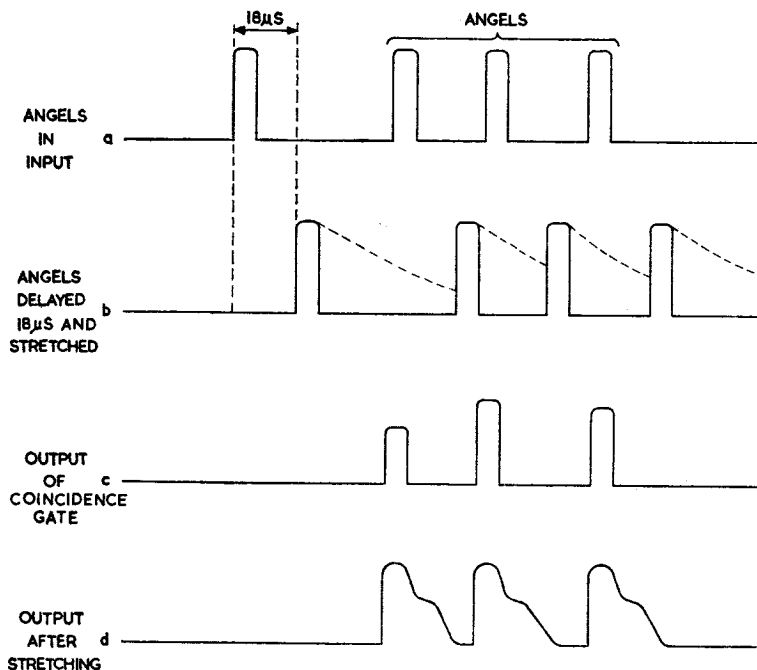 18µS
ANGELS
ANGELS
IN
INPUT
a
ANGELS
DELAYED
18µS AND
STRETCHED
b
OUTPUT
OF
COINCIDENCE
GATE
c
OUTPUT
AFTER
STRETCHING
d